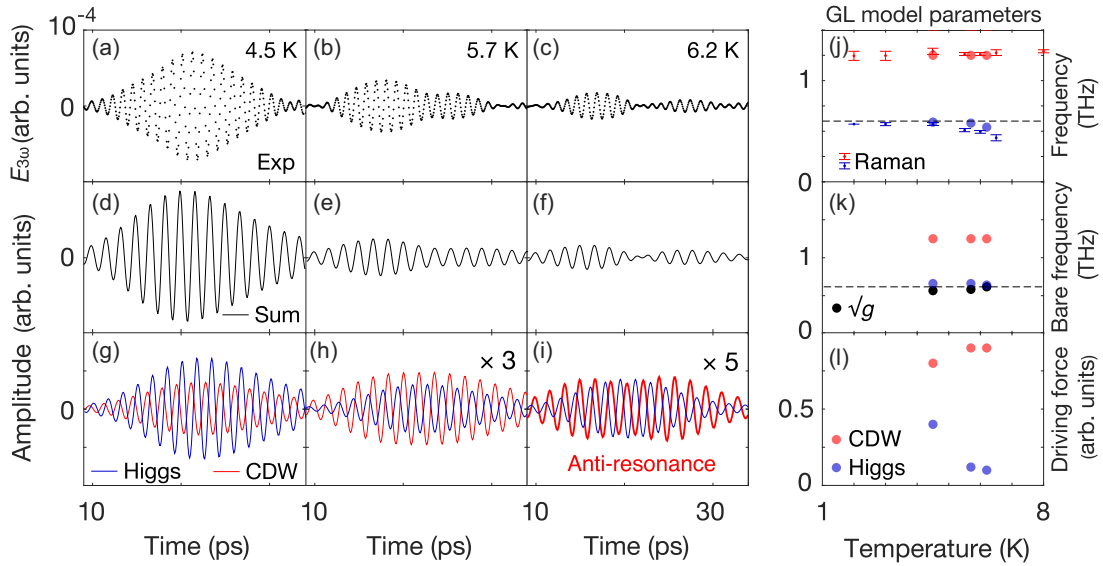 10⁻⁴
GL model parameters
(a)
4.5 K
(b)
5.7 K
(c)
6.2 K
(j)
E3ω (arb. units)
0
Exp
1
0
Raman
Frequency
(THz)
(d)
(e)
(f)
(k)
0
Sum
1
0
√g
Bare frequency
(THz)
Amplitude (arb. units)
(g)
(h)
× 3
(i)
× 5
(l)
0
Higgs
CDW
Anti-resonance
0.5
0
CDW
Higgs
Driving force
(arb. units)
10
10
10
30
1
8
Time (ps)
Time (ps)
Time (ps)
Temperature (K)